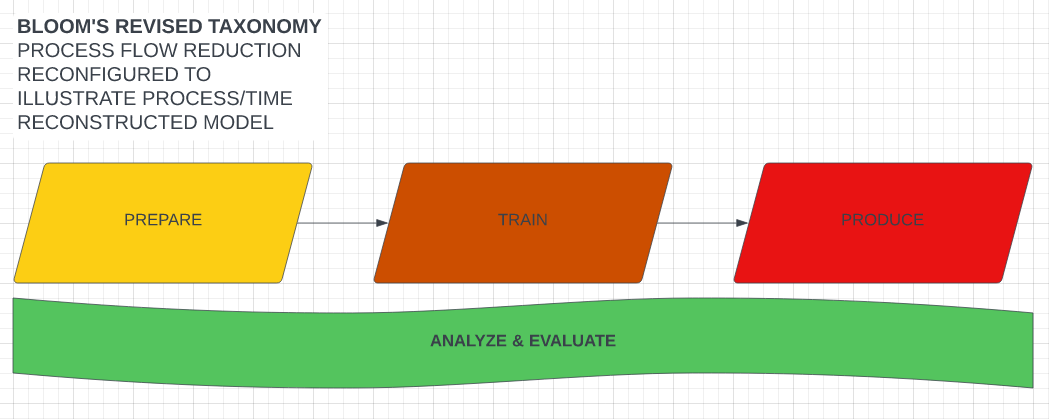 BLOOM'S REVISED TAXONOMY
PROCESS FLOW REDUCTION
RECONFIGURED TO
ILLUSTRATE PROCESS/TIME
RECONSTRUCTED MODEL
PREPARE
TRAIN
PRODUCE
ANALYZE & EVALUATE